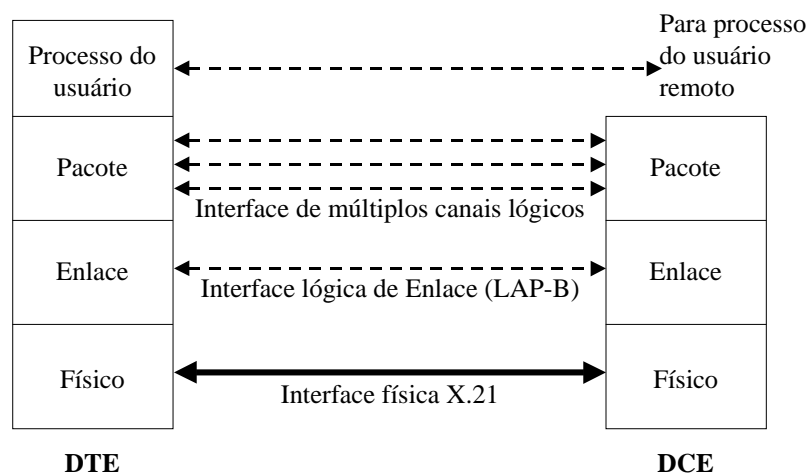 Processo do
usuário
Para processo
do usuário
remoto
Pacote
Pacote
Interface de múltiplos canais lógicos
Enlace
Enlace
Interface lógica de Enlace (LAP-B)
Físico
Físico
Interface física X.21
DTE
DCE